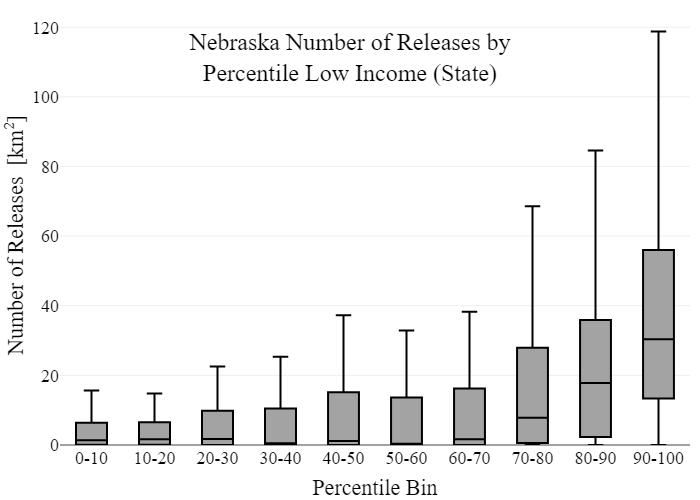 Nebraska Number of Releases by
Percentile Low Income (State)
Number of Releases [km²]
120
100
80
60
40
20
0
0-10 10-20 20-30 30-40 40-50 50-60 60-70 70-80 80-90 90-100
Percentile Bin